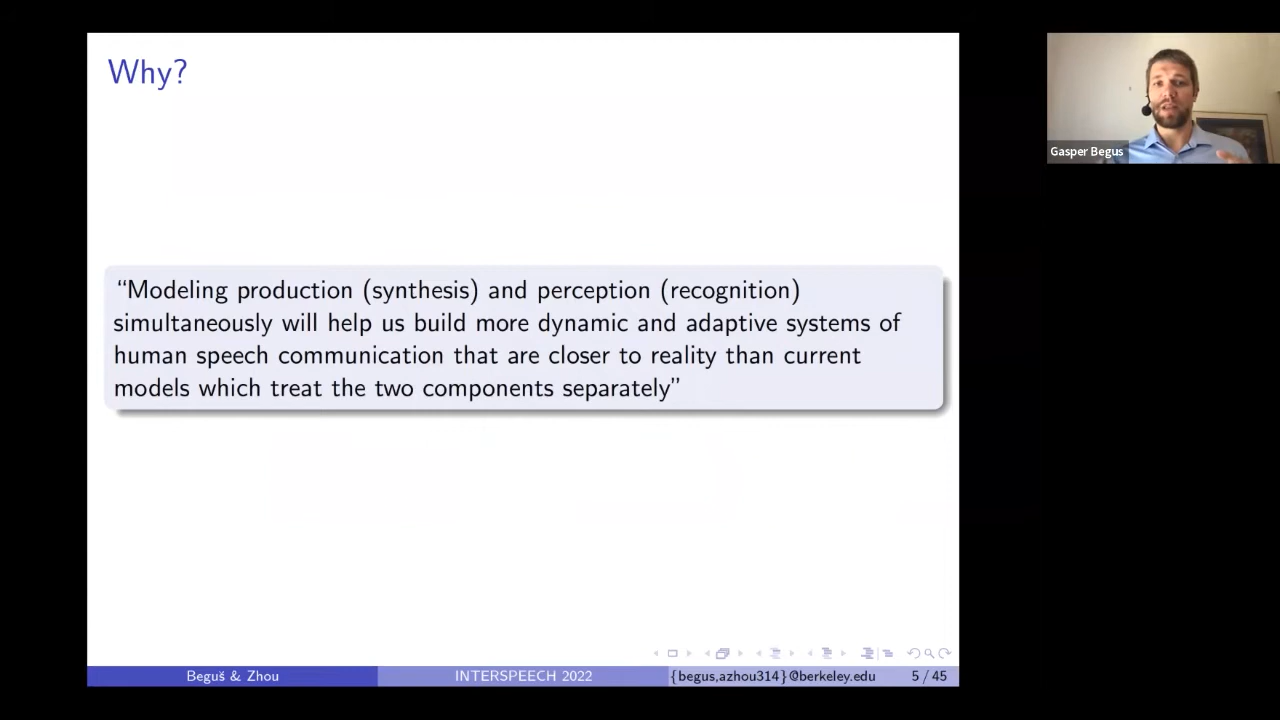 Why?
Gasper Begus
“Modeling production (synthesis) and perception (recognition)
simultaneously will help us build more dynamic and adaptive systems of
human speech communication that are closer to reality than current
models which treat the two components separately”
Beguš & Zhou INTERSPEECH 2022 {begus,azhou314}@berkeley.edu 5 / 45